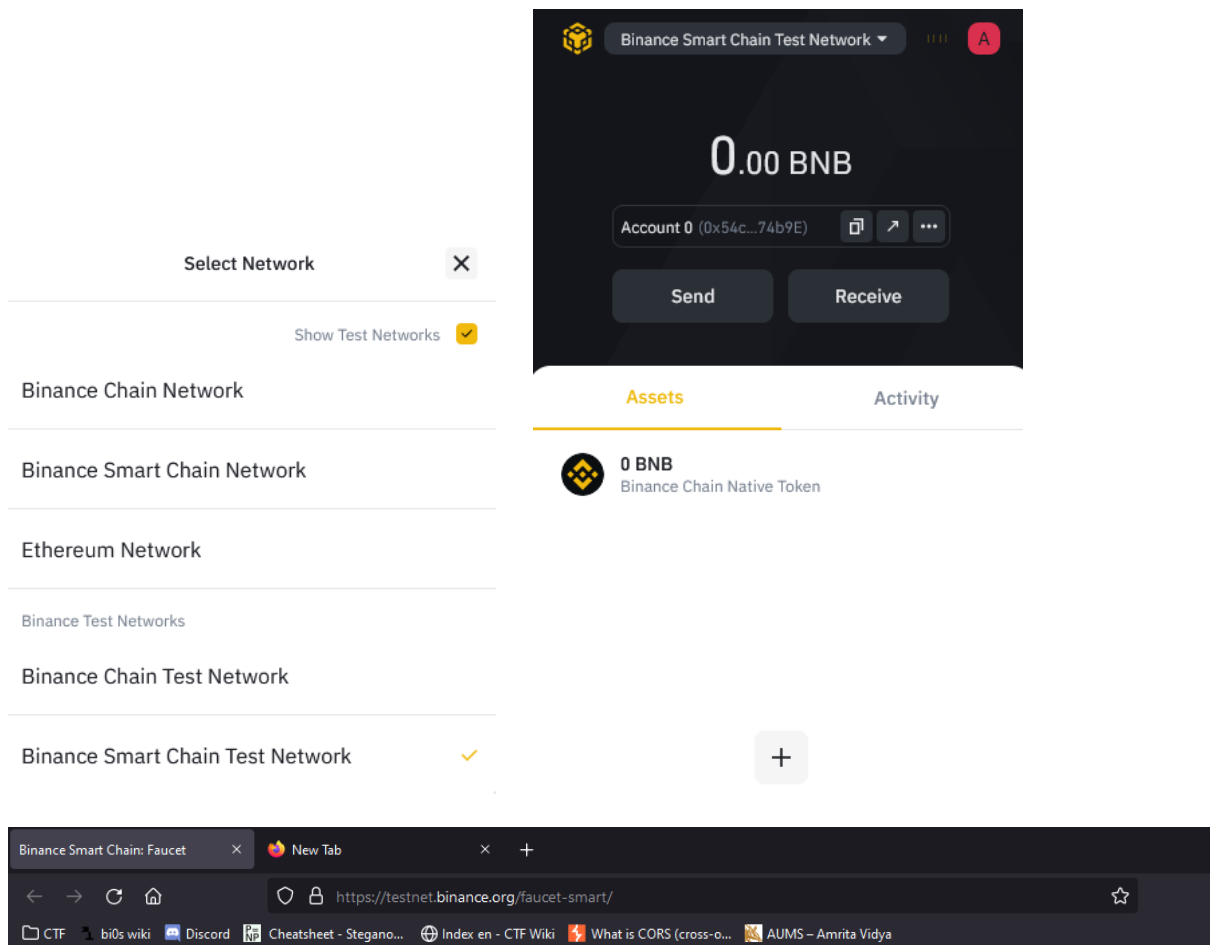 Select Network
Show Test Networks
Binance Chain Network
Binance Smart Chain Network
Ethereum Network
Binance Test Networks
Binance Chain Test Network
Binance Smart Chain Test Network
Binance Smart Chain Test Network
A
0.00 BNB
Account 0 (0x54c...74b9E)
Send Receive
Assets Activity
0 BNB
Binance Chain Native Token
Binance Smart Chain: Faucet New Tab
https://testnet.binance.org/faucet-smart/
CTF bi0s wiki Discord Cheatsheet - Stegano... Index en - CTF Wiki What is CORS (cross-o... AUMS – Amrita Vidya